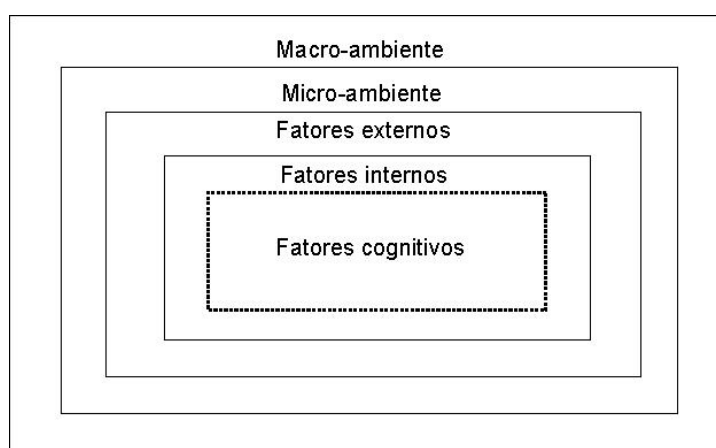 Macro-ambiente
Micro-ambiente
Fatores externos
Fatores internos
Fatores cognitivos